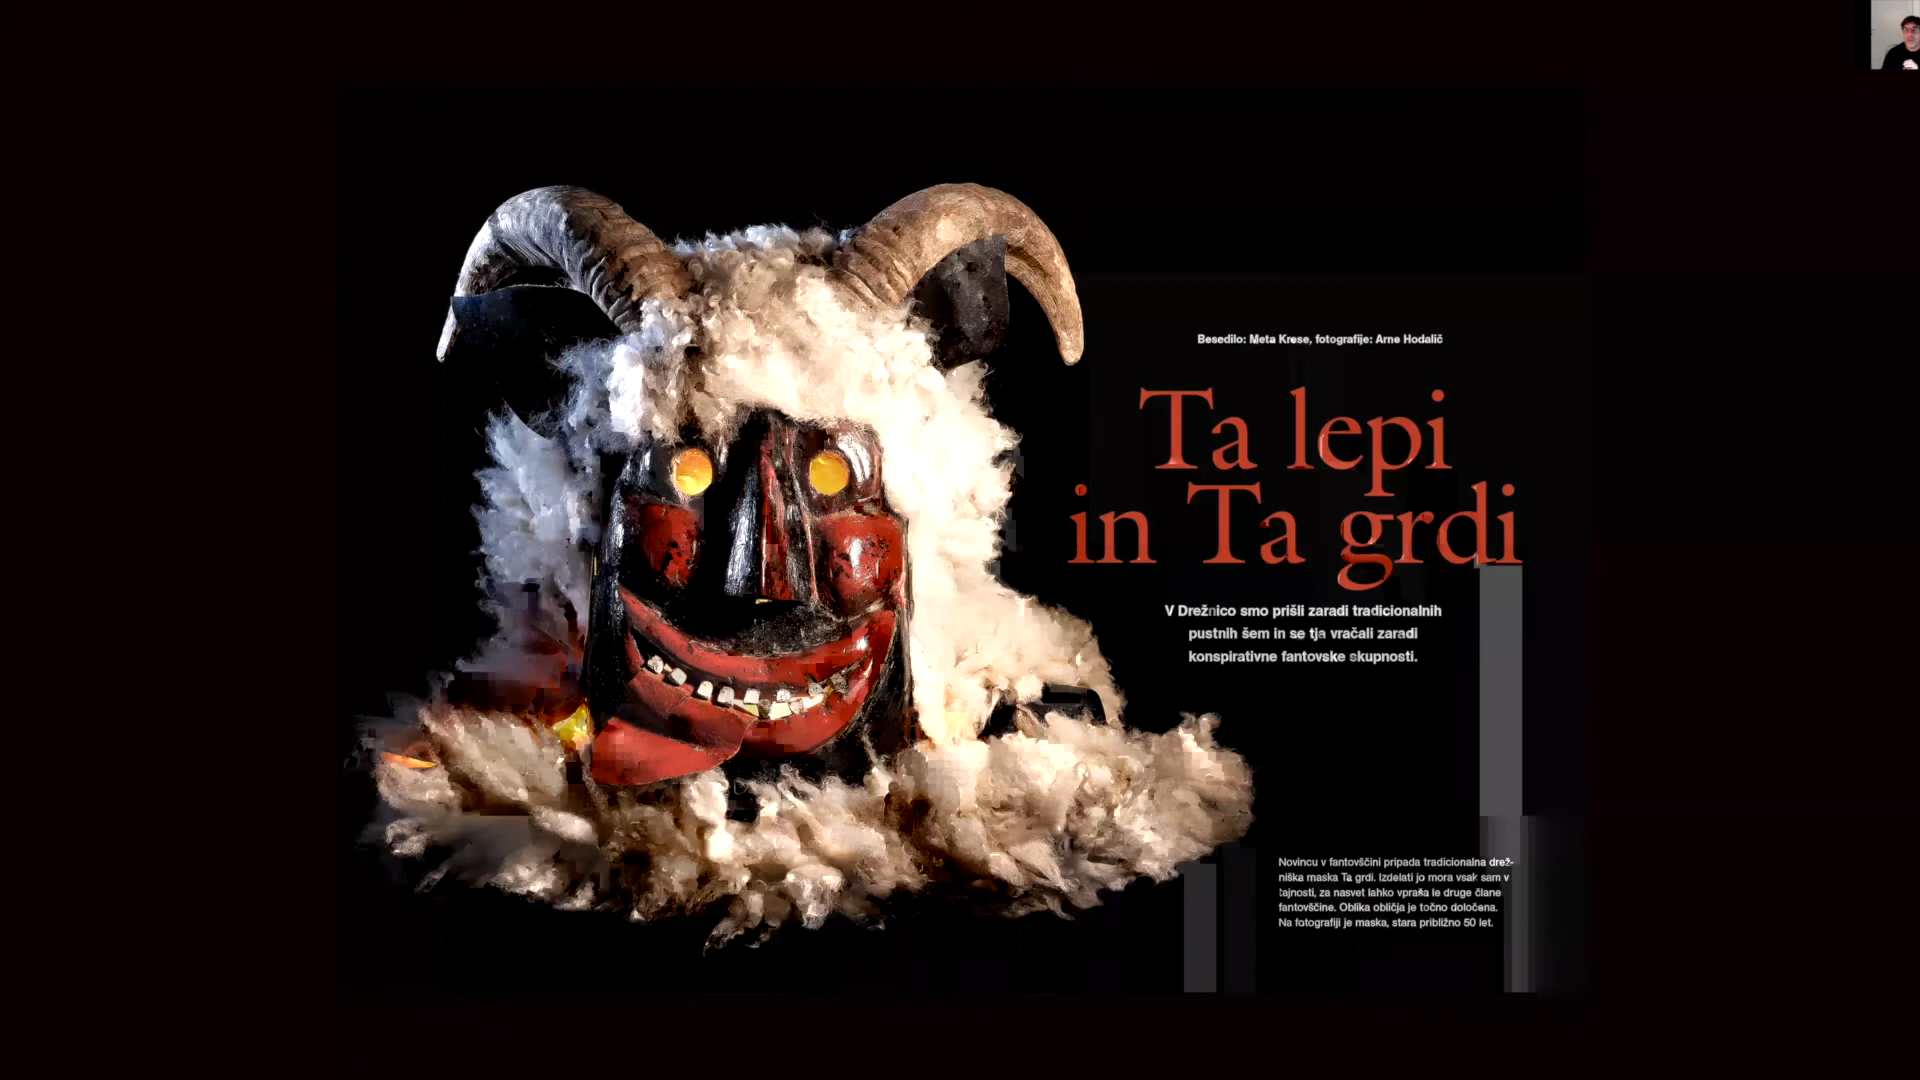 Besedilo: Meta Krese, fotografije: Arne Hodalič
Ta lepi
in Ta grdi
V Drežnico smo prišli zaradi tradicionalnih
pustnih šem in se tja vračali zaradi
konspirativne fantovske skupnosti.
Novincu v fantovščini pripada tradicionalna drež-
niška maska Ta grdi. Izdelati jo mora vsak sam v
tajnosti, za nasvet lahko vpraša le druge člane
fantovščine. Oblika obličja je točno določena.
Na fotografiji je maska, stara približno 50 let.